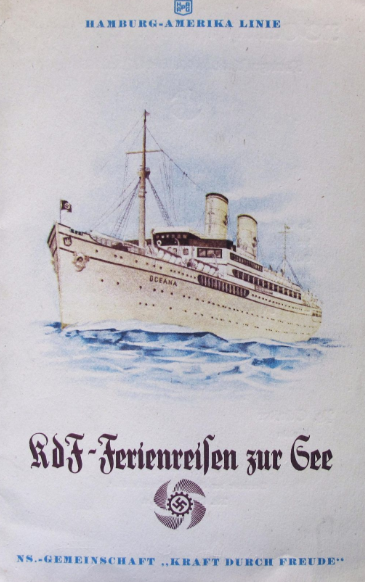 HAMBURG-AMERIKA LINIE
OCEANA
KdF-Ferienreisen zur See
NS.-GEMEINSCHAFT „KRAFT DURCH FREUDE“